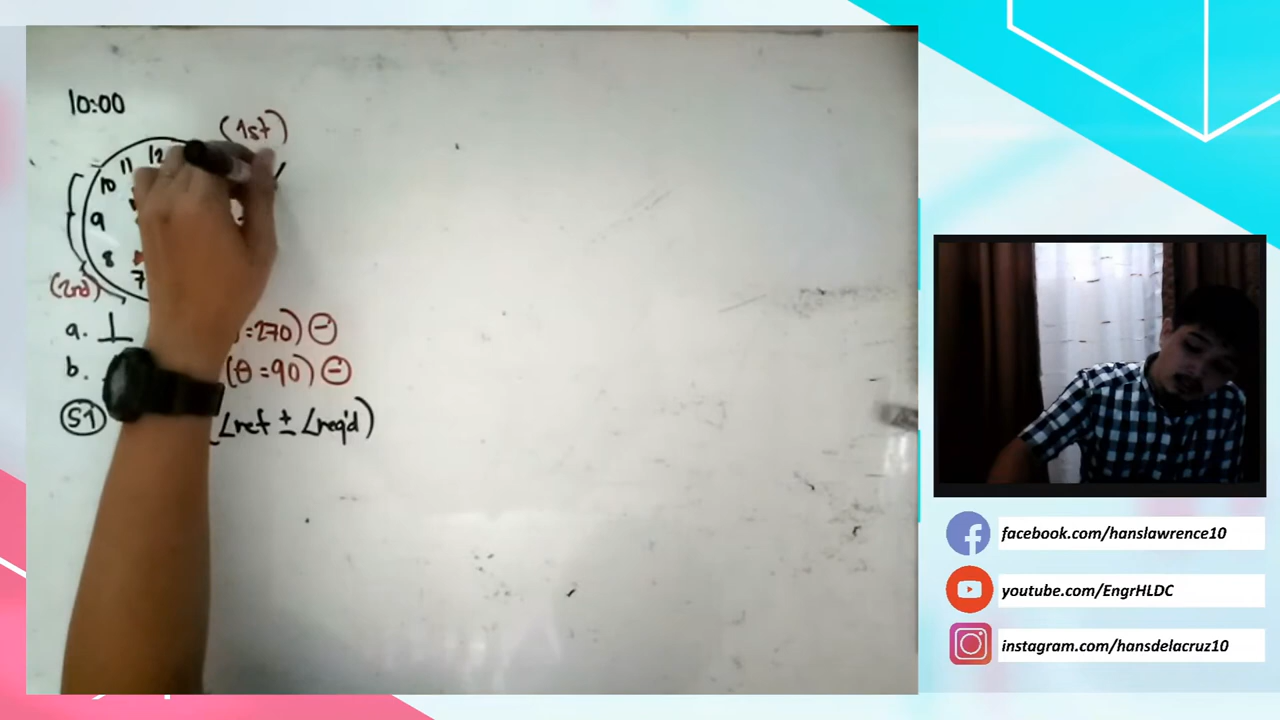 10:00
(1st)
12
11
10
9
8
7
(2nd)
a. ⊥ =270) ⊖
b. (θ=90) ⊖
S1 (∠ref ± ∠req'd)
facebook.com/hanslawrence10
youtube.com/EngrHLDC
instagram.com/hansdelacruz10